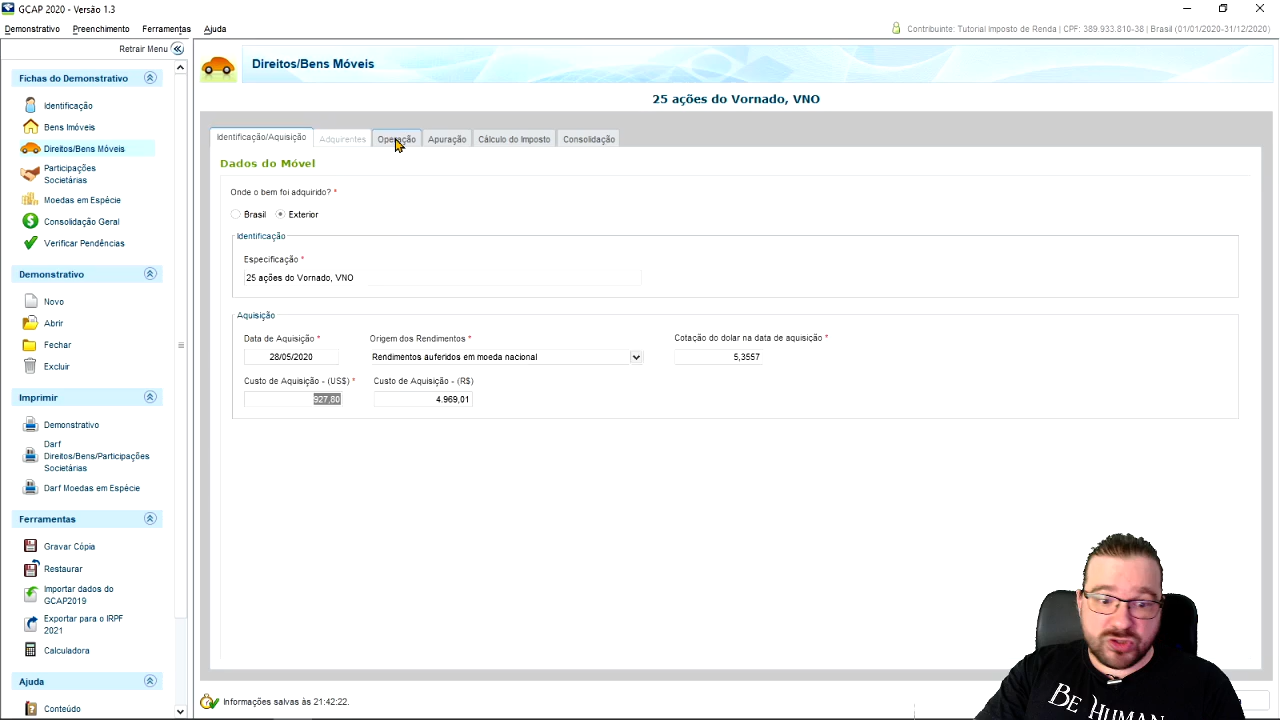 GCAP 2020 - Versão 1.3
Demonstrativo Preenchimento Ferramentas Ajuda
Contribuinte: Tutorial Imposto de Renda | CPF: 389.933.810-38 | Brasil (01/01/2020-31/12/2020)
Retrair Menu
Fichas do Demonstrativo
Identificação
Bens Imóveis
Direitos/Bens Móveis
Participações
Societárias
Moedas em Espécie
Consolidação Geral
Verificar Pendências
Demonstrativo
Novo
Abrir
Fechar
Excluir
Imprimir
Demonstrativo
Darf
Direitos/Bens/Participações
Societárias
Darf Moedas em Espécie
Ferramentas
Gravar Cópia
Restaurar
Importar dados do
GCAP2019
Exportar para o IRPF
2021
Calculadora
Ajuda
Conteúdo
Direitos/Bens Móveis
25 ações do Vornado, VNO
Identificação/Aquisição Adquirentes Operação Apuração Cálculo do Imposto Consolidação
Dados do Móvel
Onde o bem foi adquirido? *
Brasil Exterior
Identificação
Especificação *
25 ações do Vornado, VNO
Aquisição
Data de Aquisição * Origem dos Rendimentos * Cotação do dolar na data de aquisição *
28/05/2020 Rendimentos auferidos em moeda nacional 5,3557
Custo de Aquisição - (US$) * Custo de Aquisição - (R$)
927,80 4.969,01
Informações salvas às 21:42:22.
BE HUMAN